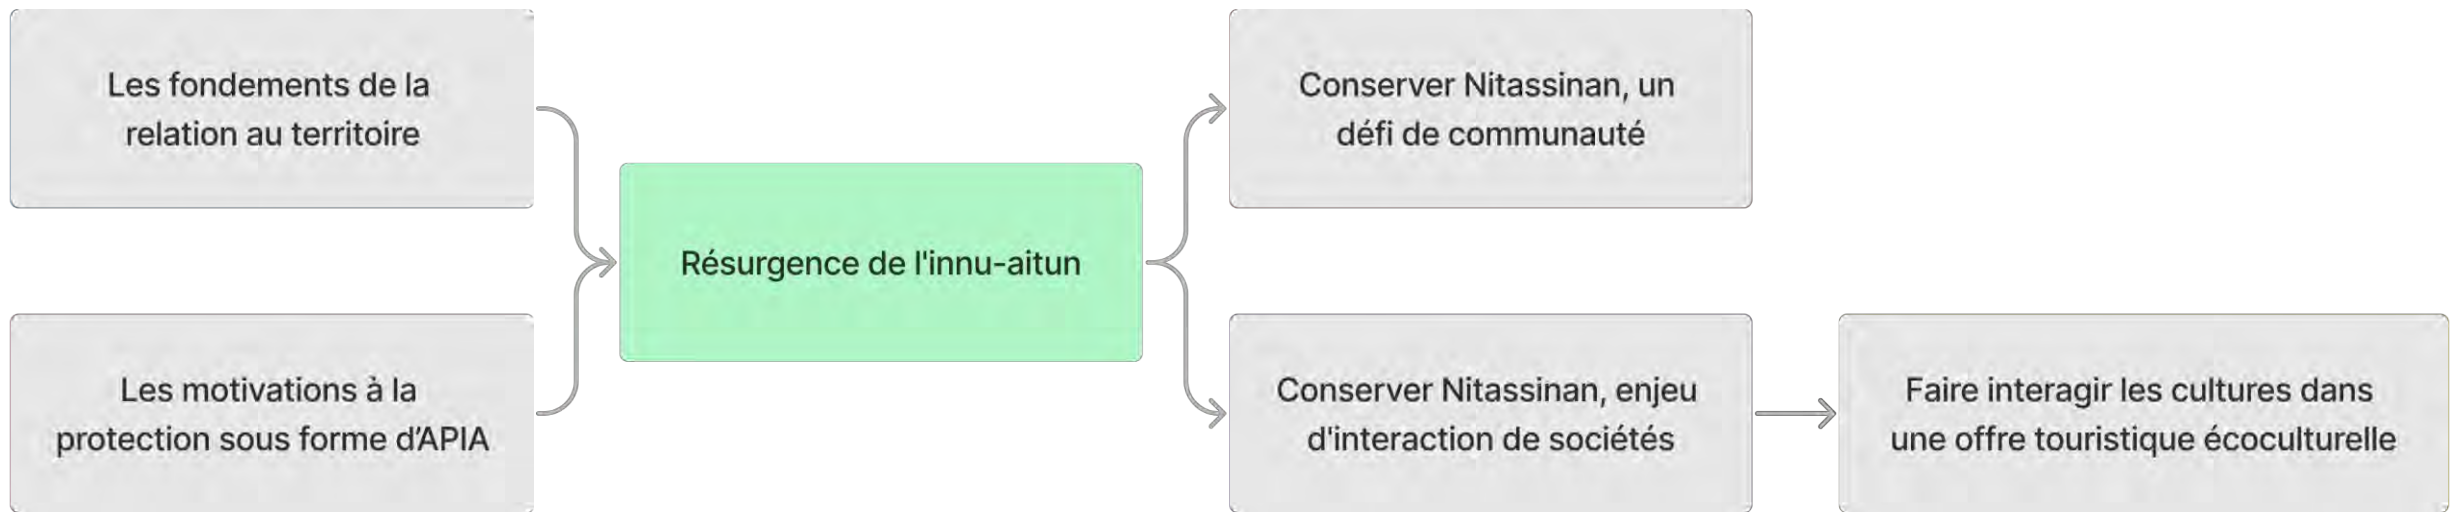 Les fondements de la
relation au territoire
Les motivations à la
protection sous forme d’APIA
Résurgence de l'innu-aitun
Conserver Nitassinan, un
défi de communauté
Conserver Nitassinan, enjeu
d'interaction de sociétés
Faire interagir les cultures dans
une offre touristique écoculturelle